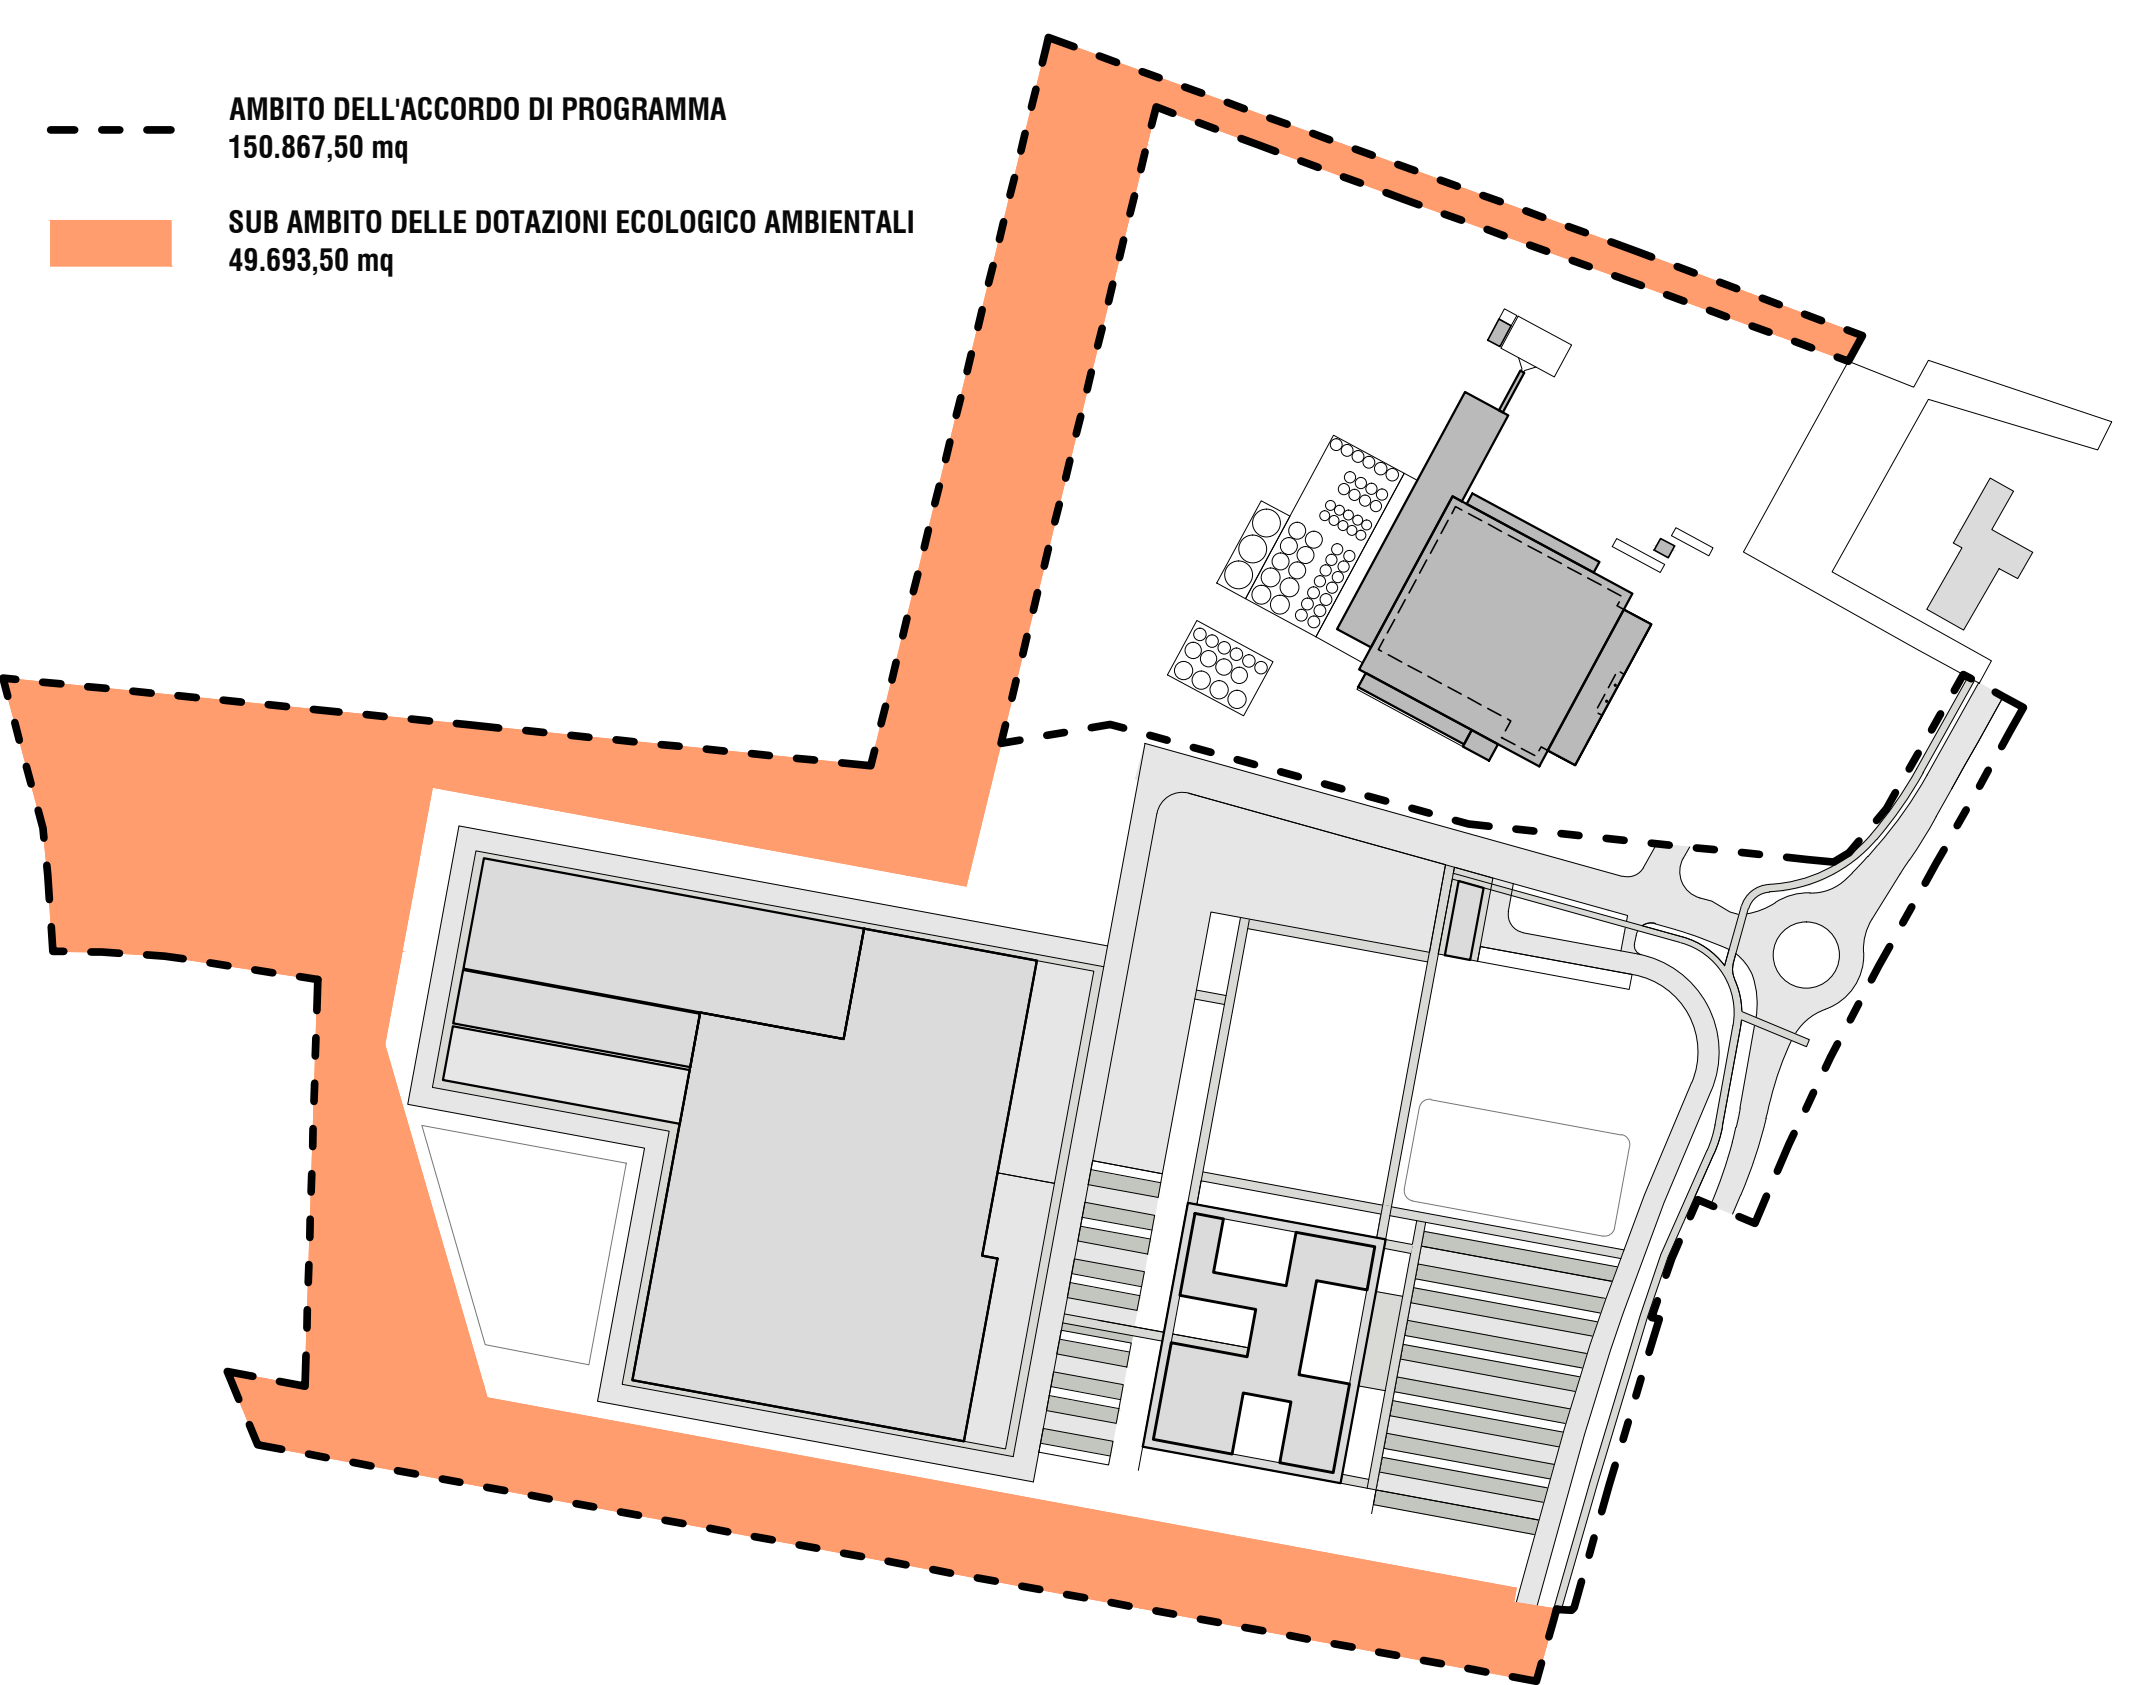 AMBITO DELL'ACCORDO DI PROGRAMMA
150.867,50 mq
SUB AMBITO DELLE DOTAZIONI ECOLOGICO AMBIENTALI
49.693,50 mq